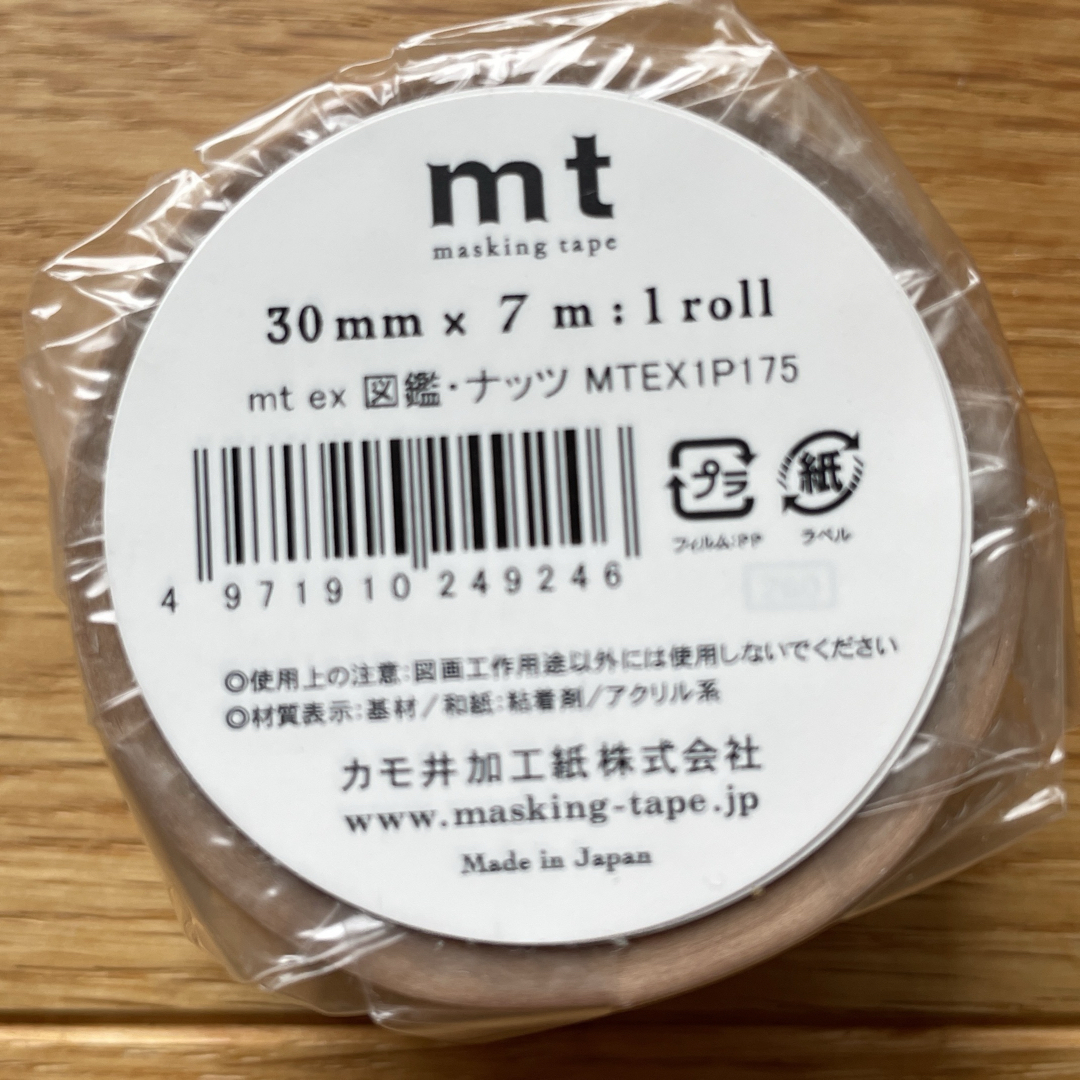 mt
masking tape
30mm × 7 m : 1 roll
mt ex 図鑑・ナッツ MTEX1P175
プラ 紙
フィルム:PP ラベル
4 971910 249246
◎使用上の注意:図画工作用途以外には使用しないでください
◎材質表示:基材/和紙:粘着剤/アクリル系
カモ井加工紙株式会社
www.masking-tape.jp
Made in Japan